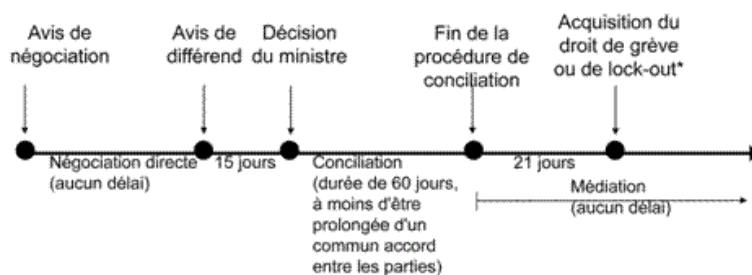 Avis de
négociation
Avis de
différend
Décision
du ministre
Fin de la
procédure de
conciliation
Acquisition du
droit de grève
ou de lock-out*
Négociation directe
(aucun délai)
15 jours
Conciliation
(durée de 60 jours,
à moins d'être
prolongée d'un
commun accord
entre les parties)
21 jours
Médiation
(aucun délai)